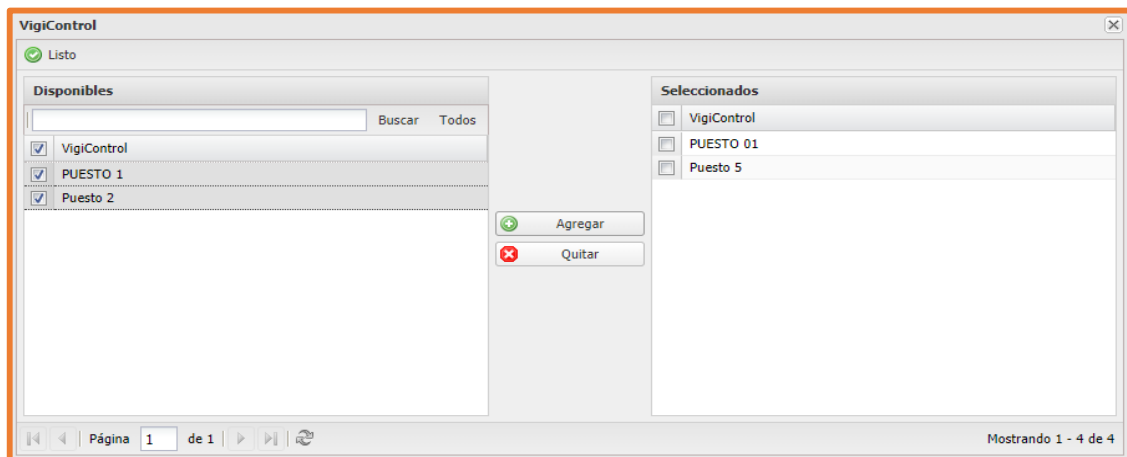 VigiControl
Listo
Disponibles
Buscar Todos
VigiControl
PUESTO 1
Puesto 2
Agregar
Quitar
Seleccionados
VigiControl
PUESTO 01
Puesto 5
Página 1 de 1
Mostrando 1 - 4 de 4